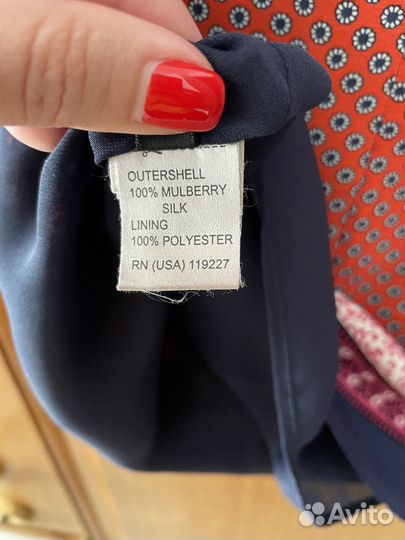 OUTERSHELL
100% MULBERRY
SILK
LINING
100% POLYESTER
RN (USA) 119227
Avito